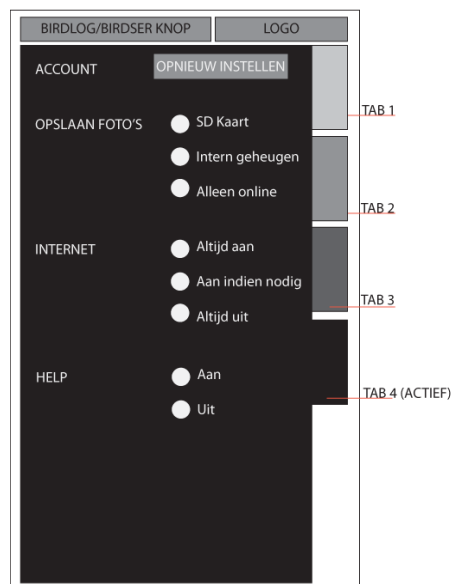 BIRDLOG/BIRDSER KNOP
LOGO
ACCOUNT
OPNIEUW INSTELLEN
OPSLAAN FOTO'S
SD Kaart
Intern geheugen
Alleen online
INTERNET
Altijd aan
Aan indien nodig
Altijd uit
HELP
Aan
Uit
TAB 1
TAB 2
TAB 3
TAB 4 (ACTIEF)